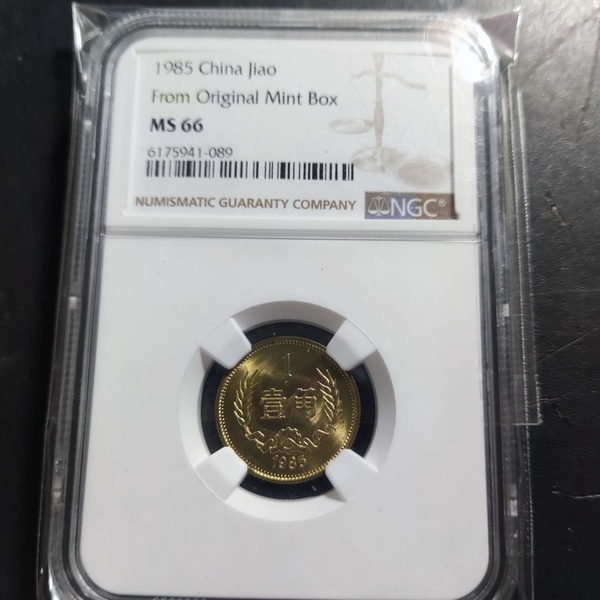 1985 China Jiao
From Original Mint Box
MS 66
6175941-089
NUMISMATIC GUARANTY COMPANY NGC®
1
壹角
1985